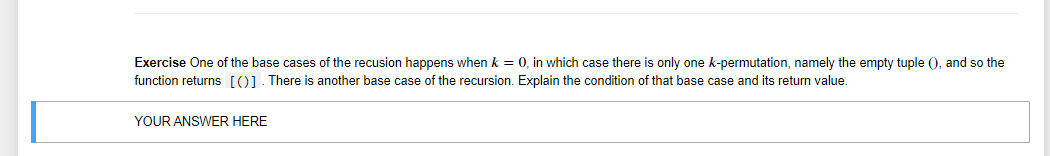 Exercise One of the base cases of the recusion happens when k = 0, in which case there is only one k-permutation, namely the empty tuple (), and so the
function returns [()] . There is another base case of the recursion. Explain the condition of that base case and its return value.
YOUR ANSWER HERE